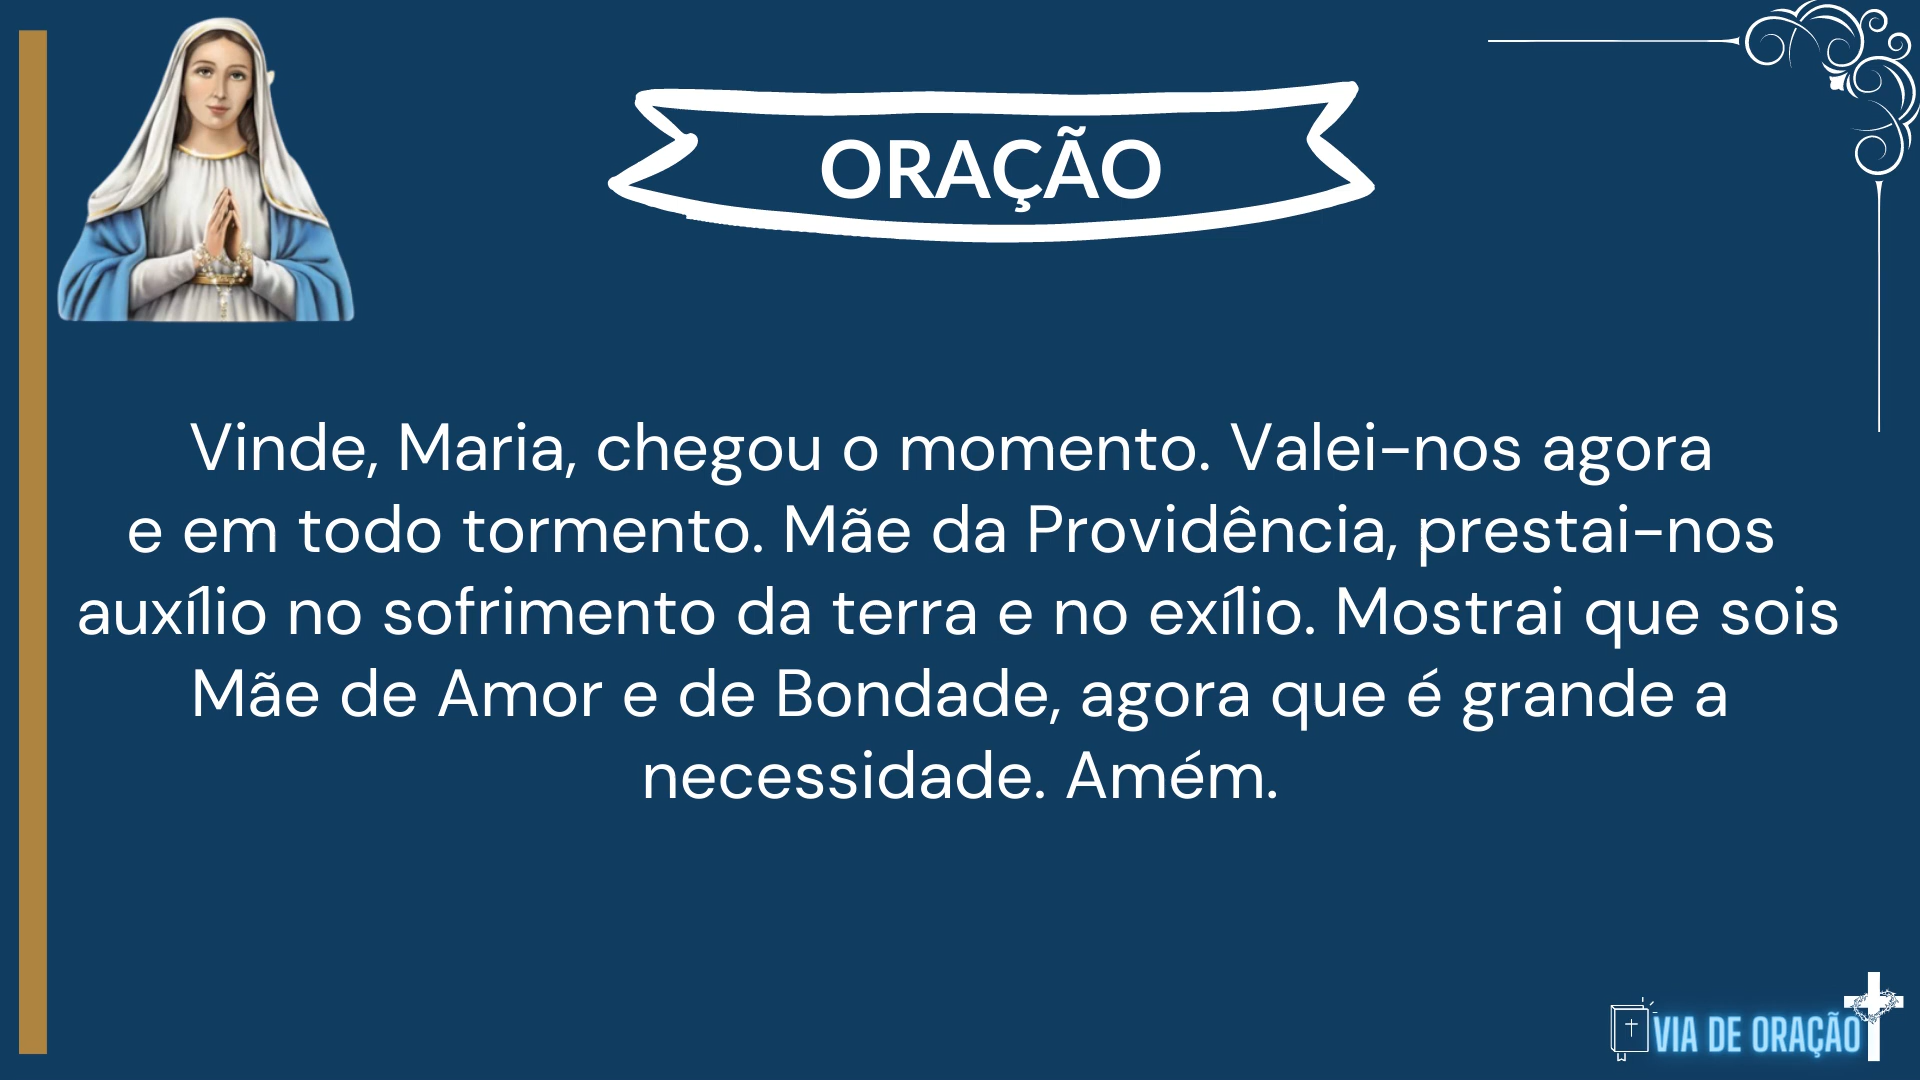 ORAÇÃO
Vinde, Maria, chegou o momento. Valei-nos agora
e em todo tormento. Mãe da Providência, prestai-nos
auxílio no sofrimento da terra e no exílio. Mostrai que sois
Mãe de Amor e de Bondade, agora que é grande a
necessidade. Amém.
VIA DE ORAÇÃO